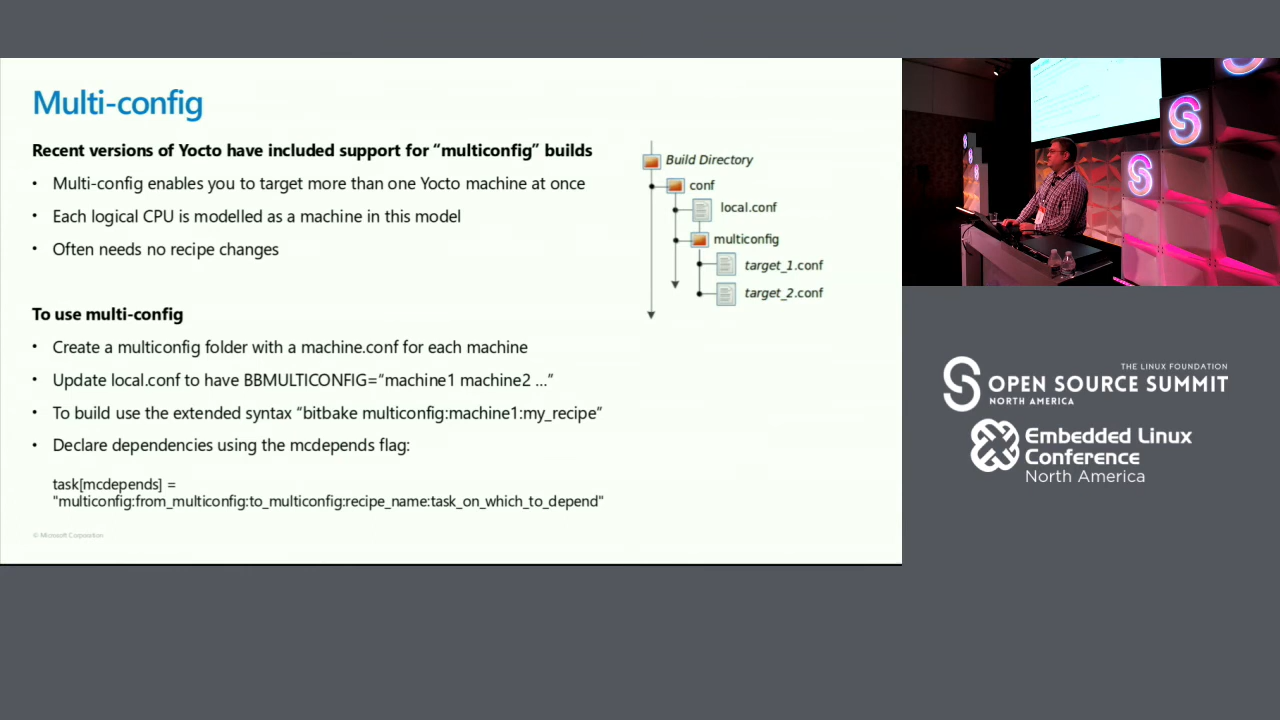 Multi-config
Recent versions of Yocto have included support for “multiconfig” builds
• Multi-config enables you to target more than one Yocto machine at once
• Each logical CPU is modelled as a machine in this model
• Often needs no recipe changes
To use multi-config
• Create a multiconfig folder with a machine.conf for each machine
• Update local.conf to have BBMULTICONFIG=“machine1 machine2 …”
• To build use the extended syntax “bitbake multiconfig:machine1:my_recipe”
• Declare dependencies using the mcdepends flag:
task[mcdepends] =
"multiconfig:from_multiconfig:to_multiconfig:recipe_name:task_on_which_to_depend"
© Microsoft Corporation
Build Directory
conf
local.conf
multiconfig
target_1.conf
target_2.conf
THE LINUX FOUNDATION
OPEN SOURCE SUMMIT
NORTH AMERICA
Embedded Linux
Conference
North America